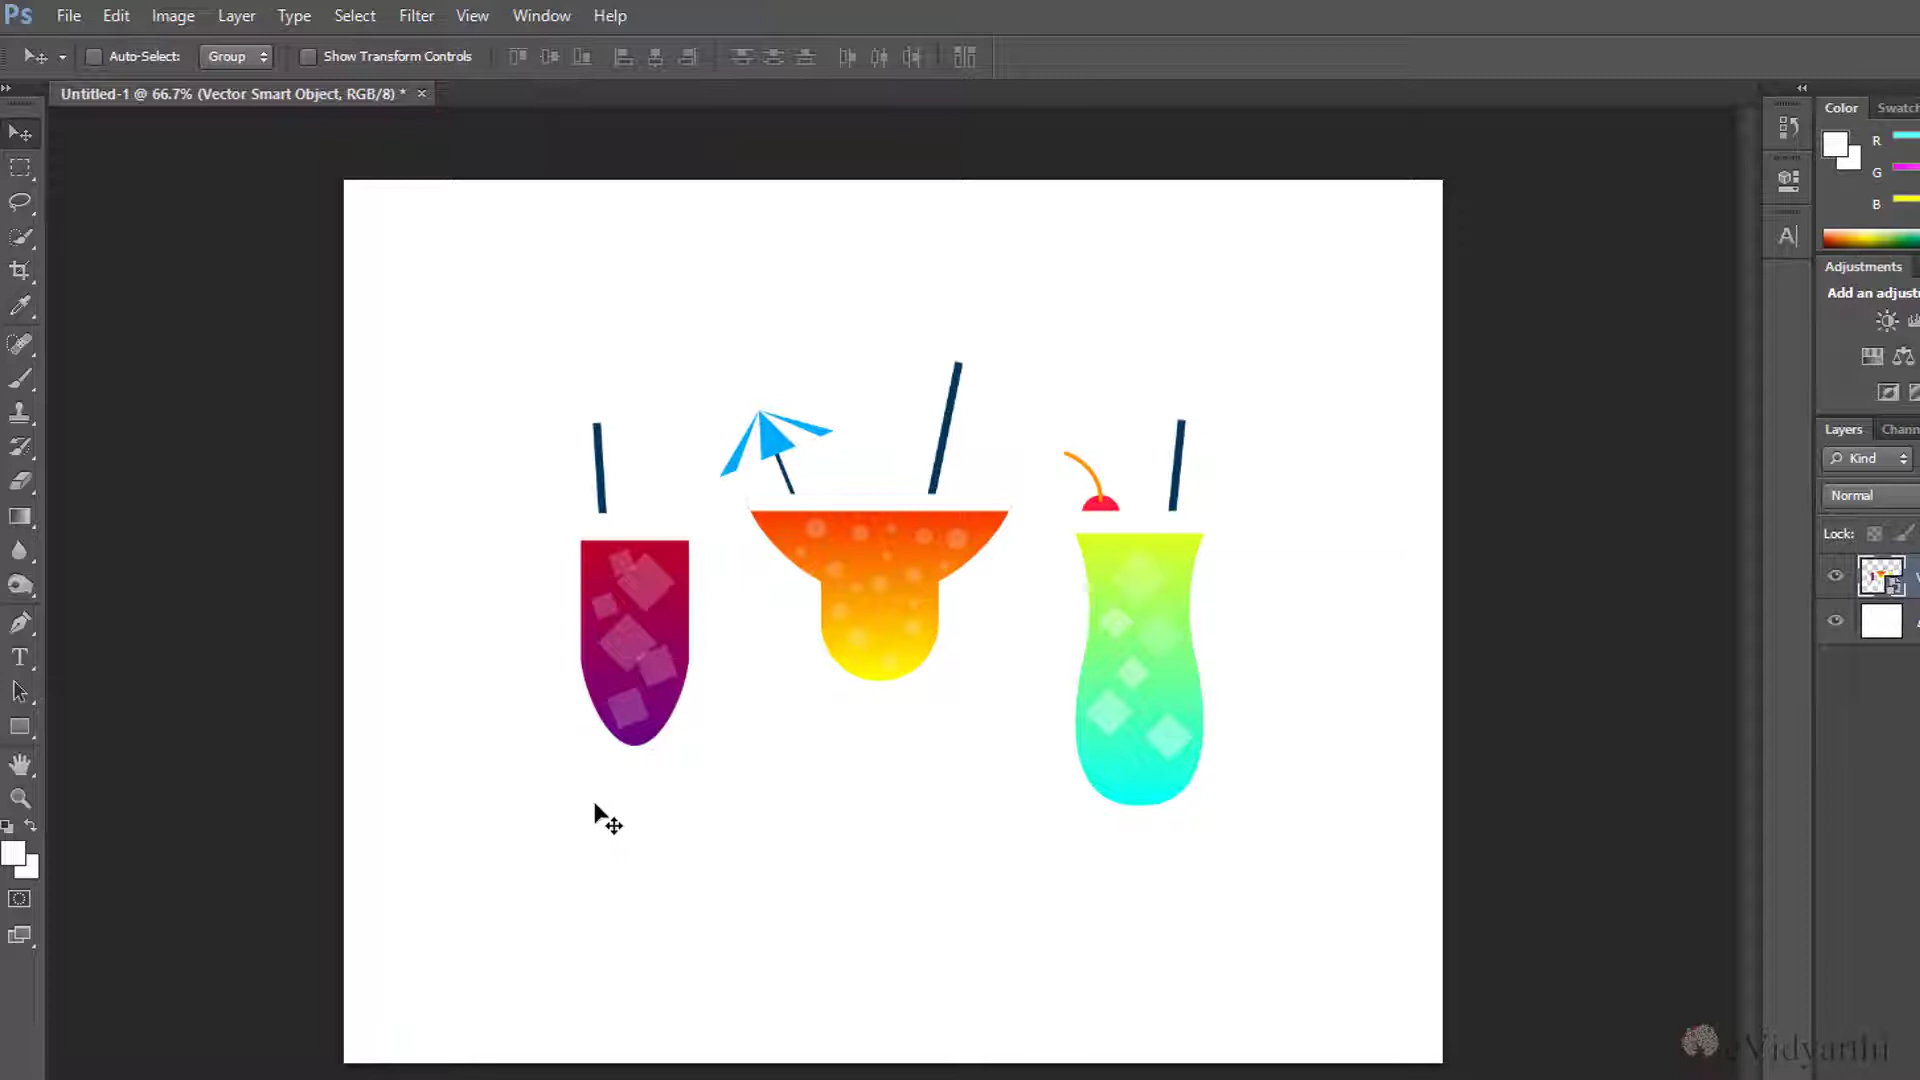 Ps File Edit Image Layer Type Select Filter View Window Help
Auto-Select: Group Show Transform Controls
Untitled-1 @ 66.7% (Vector Smart Object, RGB/8) * ×
Color Swatch
R
G
B
Adjustments
Add an adjust
Layers Chann
Kind
Normal
Lock:
eVidyarthi